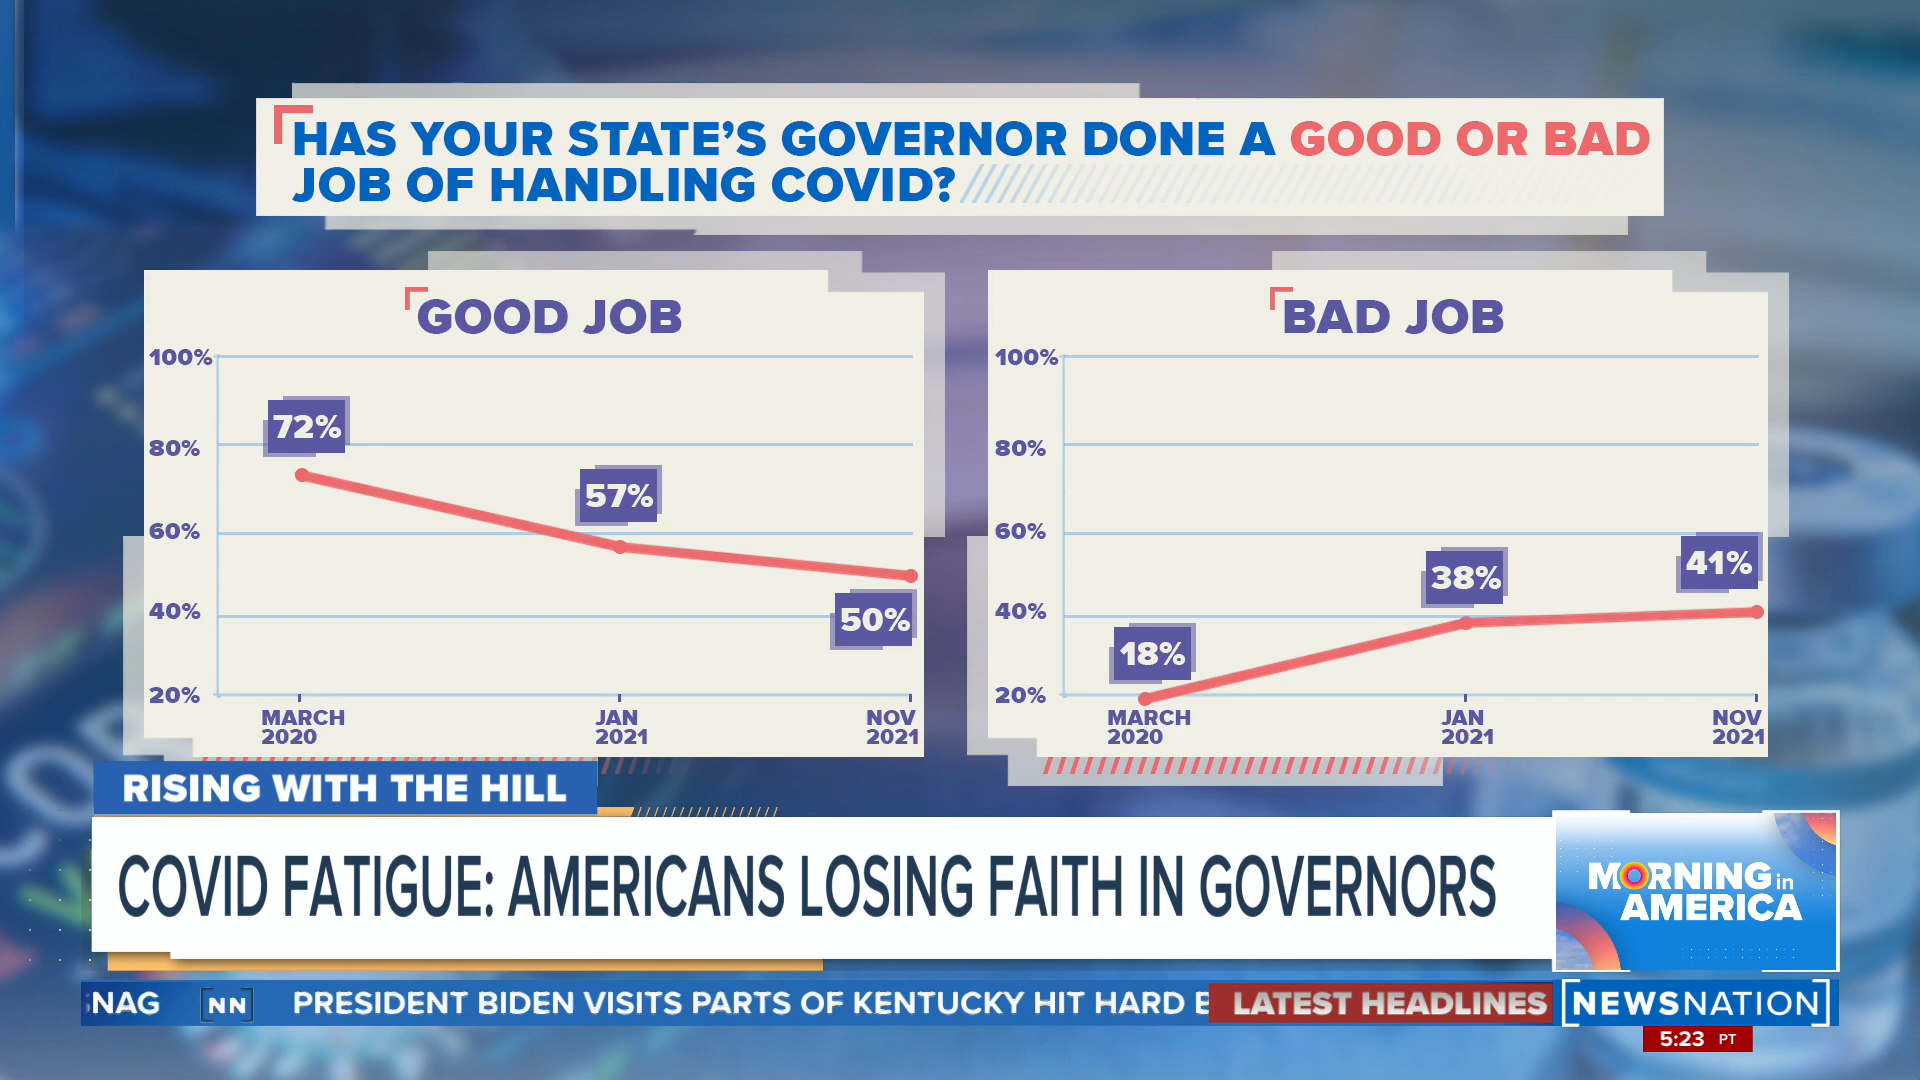 HAS YOUR STATE'S GOVERNOR DONE A GOOD OR BAD
JOB OF HANDLING COVID?
GOOD JOB
100%
80%
60%
40%
20%
72%
57%
50%
MARCH
2020
JAN
2021
NOV
2021
BAD JOB
100%
80%
60%
40%
20%
18%
38%
41%
MARCH
2020
JAN
2021
NOV
2021
RISING WITH THE HILL
COVID FATIGUE: AMERICANS LOSING FAITH IN GOVERNORS
MORNING in
AMERICA
NAG [NN] PRESIDENT BIDEN VISITS PARTS OF KENTUCKY HIT HARD
LATEST HEADLINES
[NEWSNATION]
5:23 PT